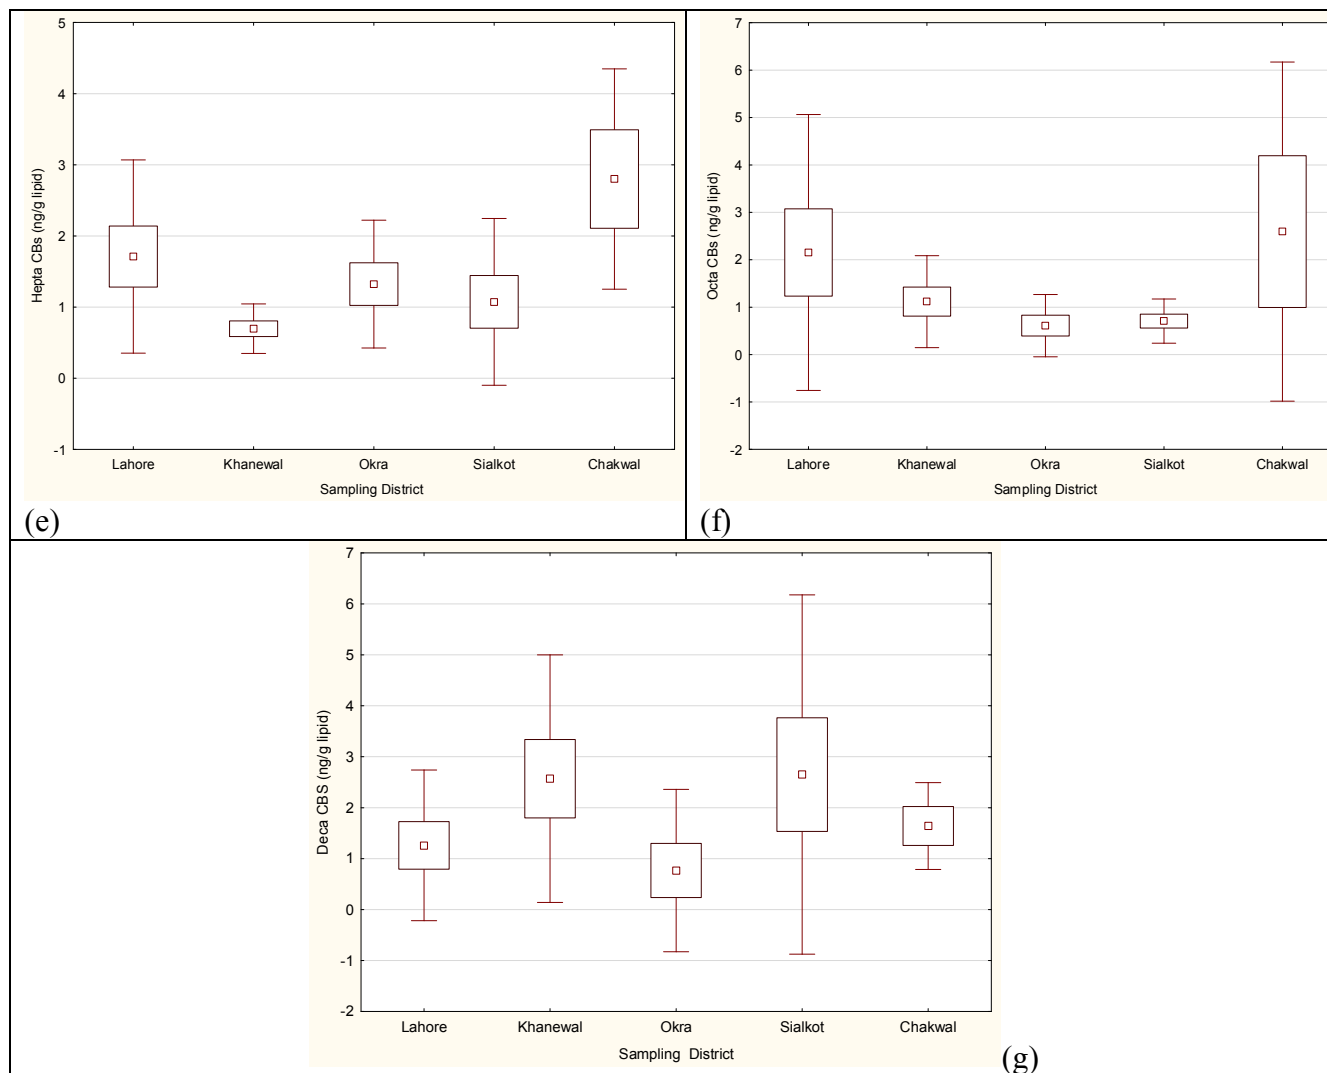 5
4
3
2
1
0
-1
Hepta CBs (ng/g lipid)
Lahore Khanewal Okra Sialkot Chakwal
Sampling District
(e)
7
6
5
4
3
2
1
0
-1
-2
Octa CBs (ng/g lipid)
Lahore Khanewal Okra Sialkot Chakwal
Sampling District
(f)
7
6
5
4
3
2
1
0
-1
-2
Deca CBS (ng/g lipid)
Lahore Khanewal Okra Sialkot Chakwal
Sampling District
(g)